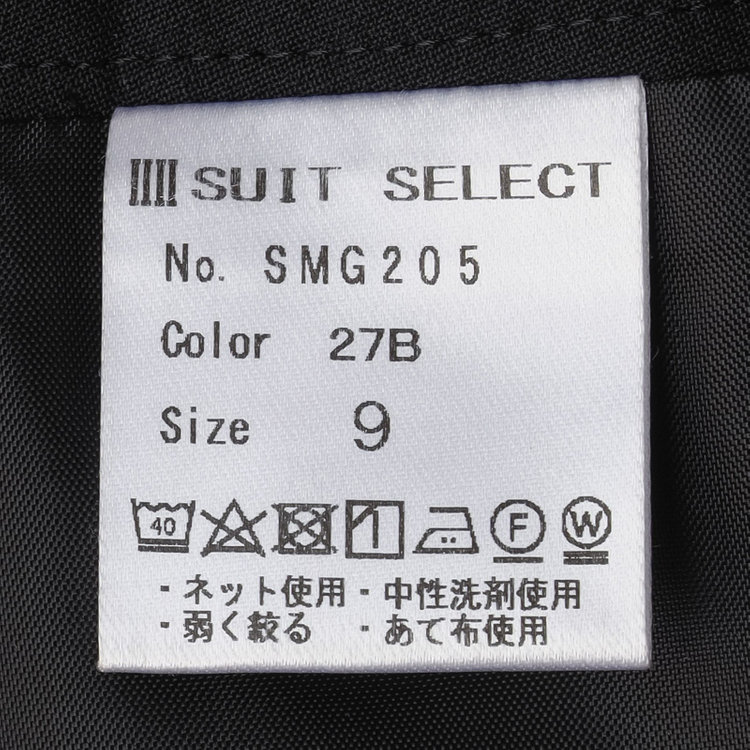 SUIT SELECT
No. SMG205
Color 27B
Size 9
40 F W
・ネット使用・中性洗剤使用
・弱く絞る ・あて布使用